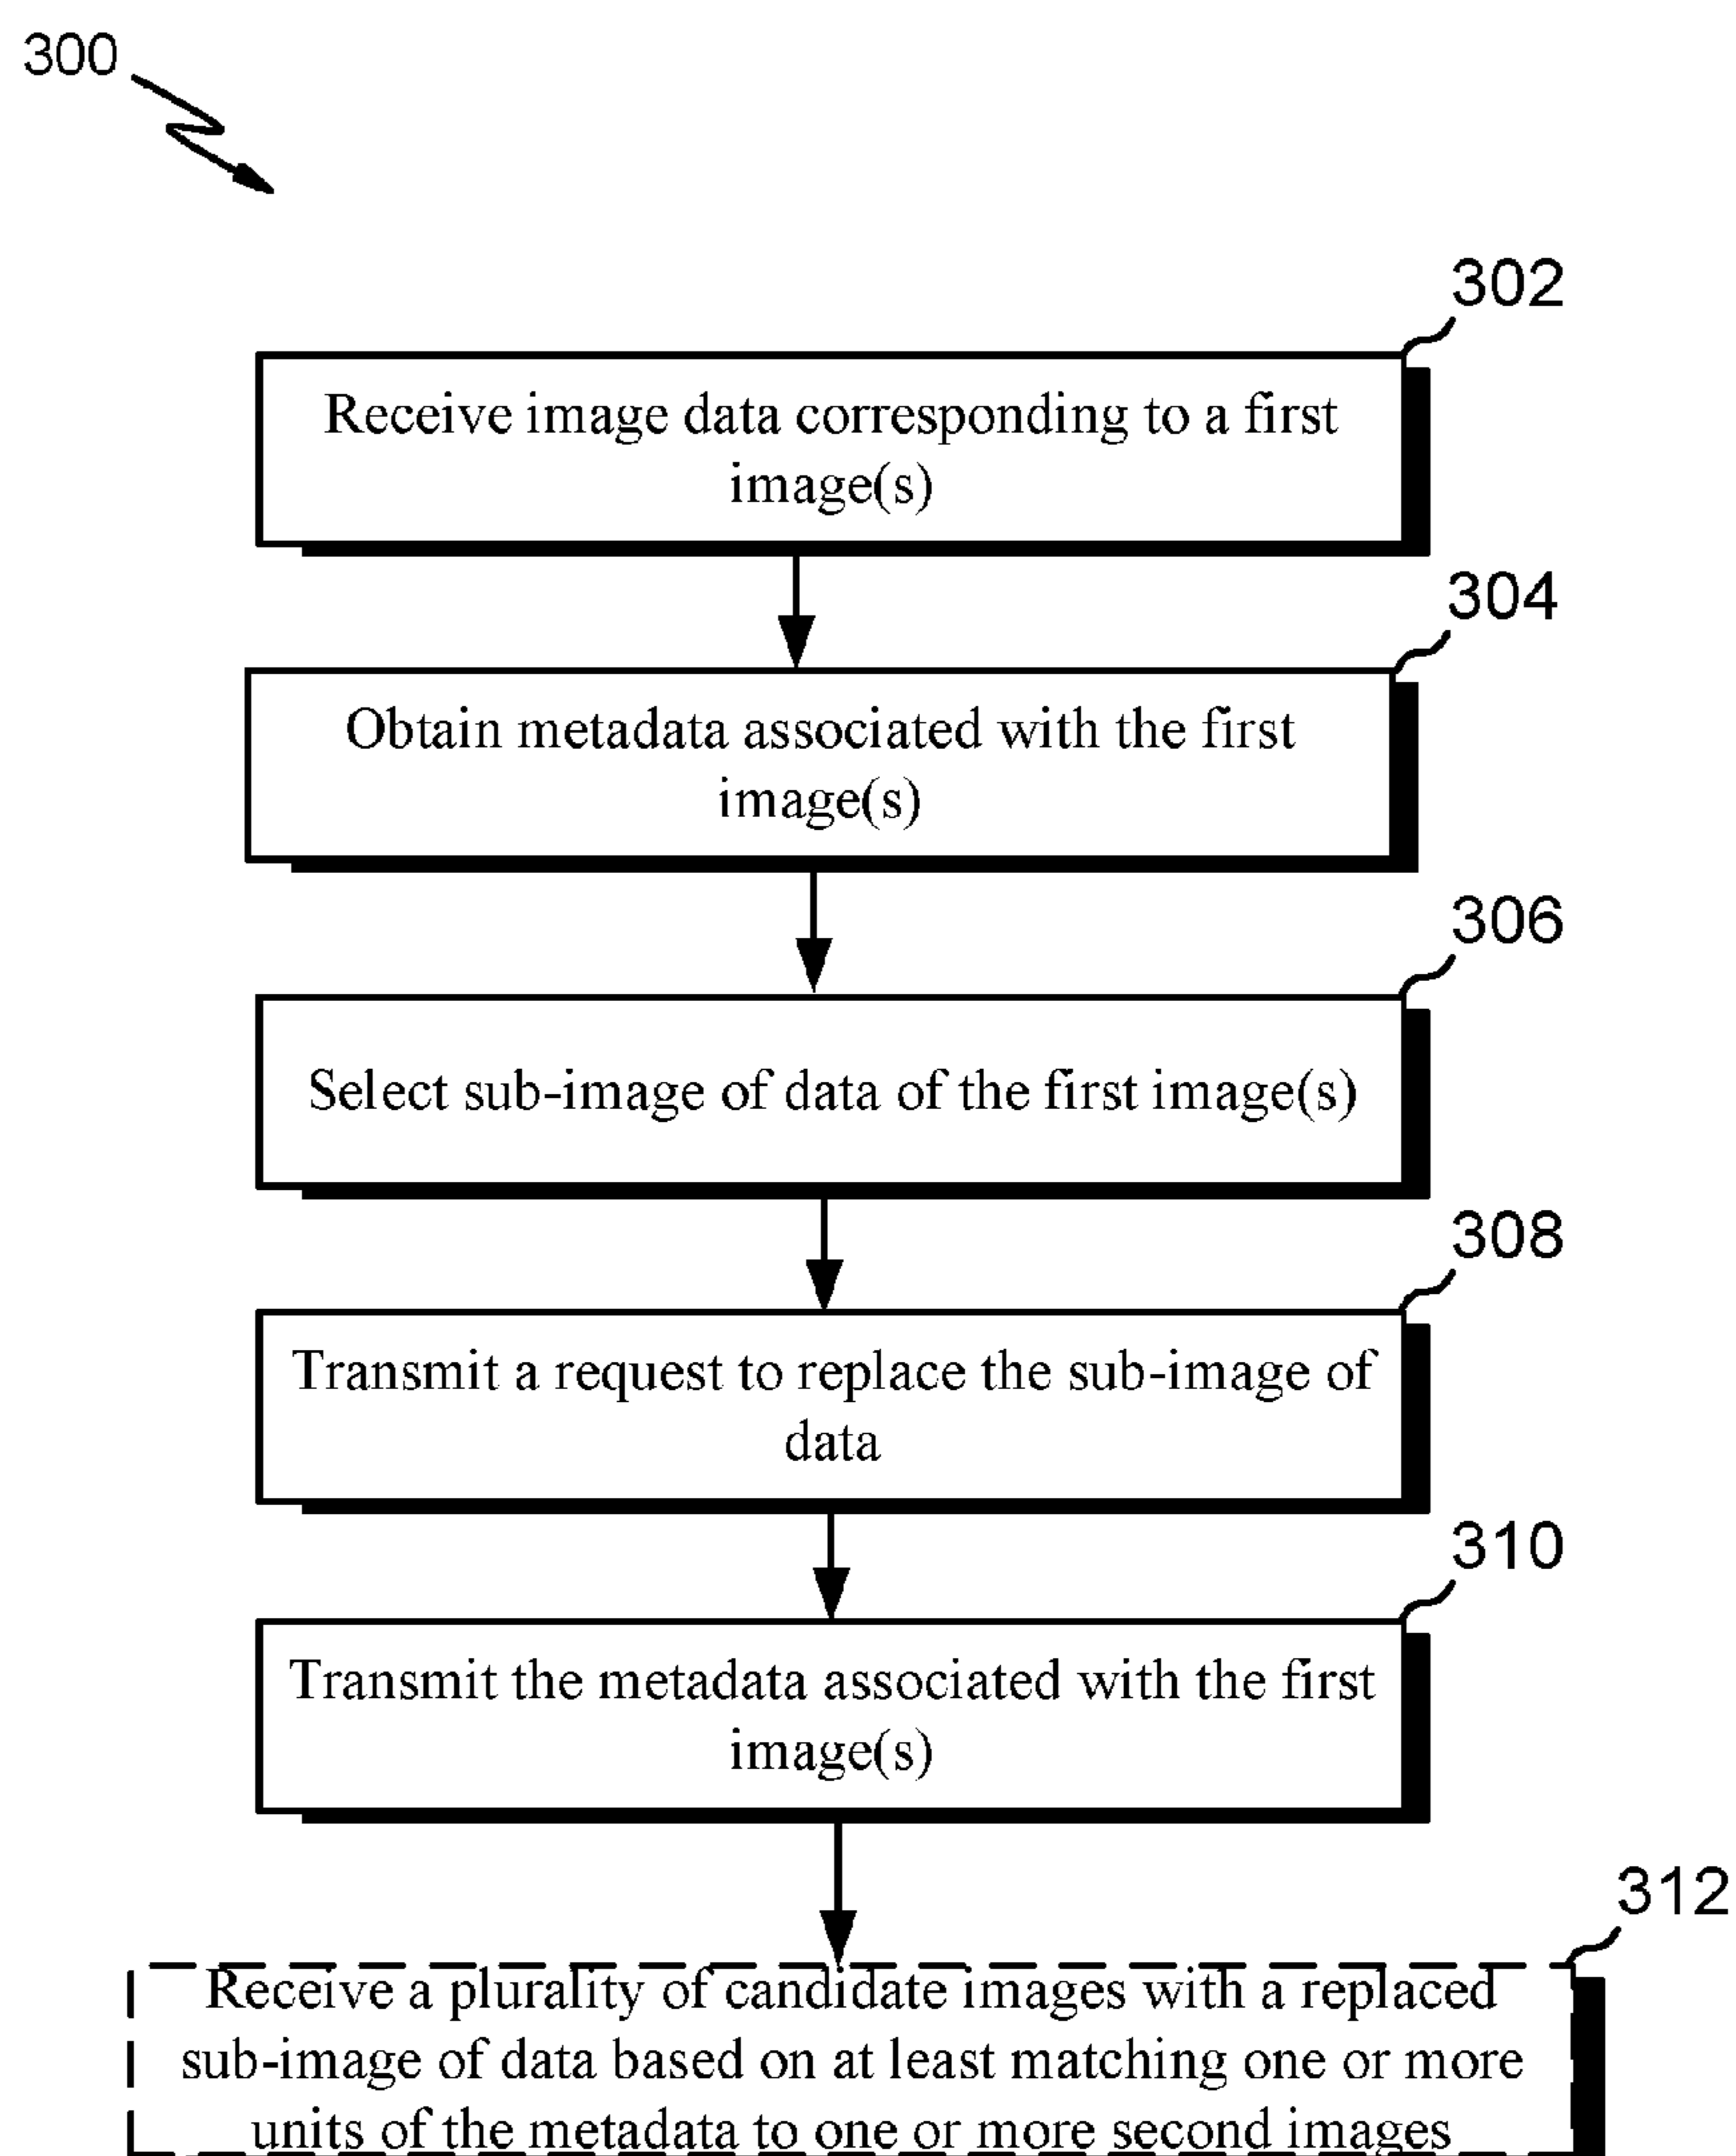 300
302
Receive image data corresponding to a first
image(s)
304
Obtain metadata associated with the first
image(s)
306
Select sub-image of data of the first image(s)
308
Transmit a request to replace the sub-image of
data
310
Transmit the metadata associated with the first
image(s)
312
Receive a plurality of candidate images with a replaced
sub-image of data based on at least matching one or more
units of the metadata to one or more second images